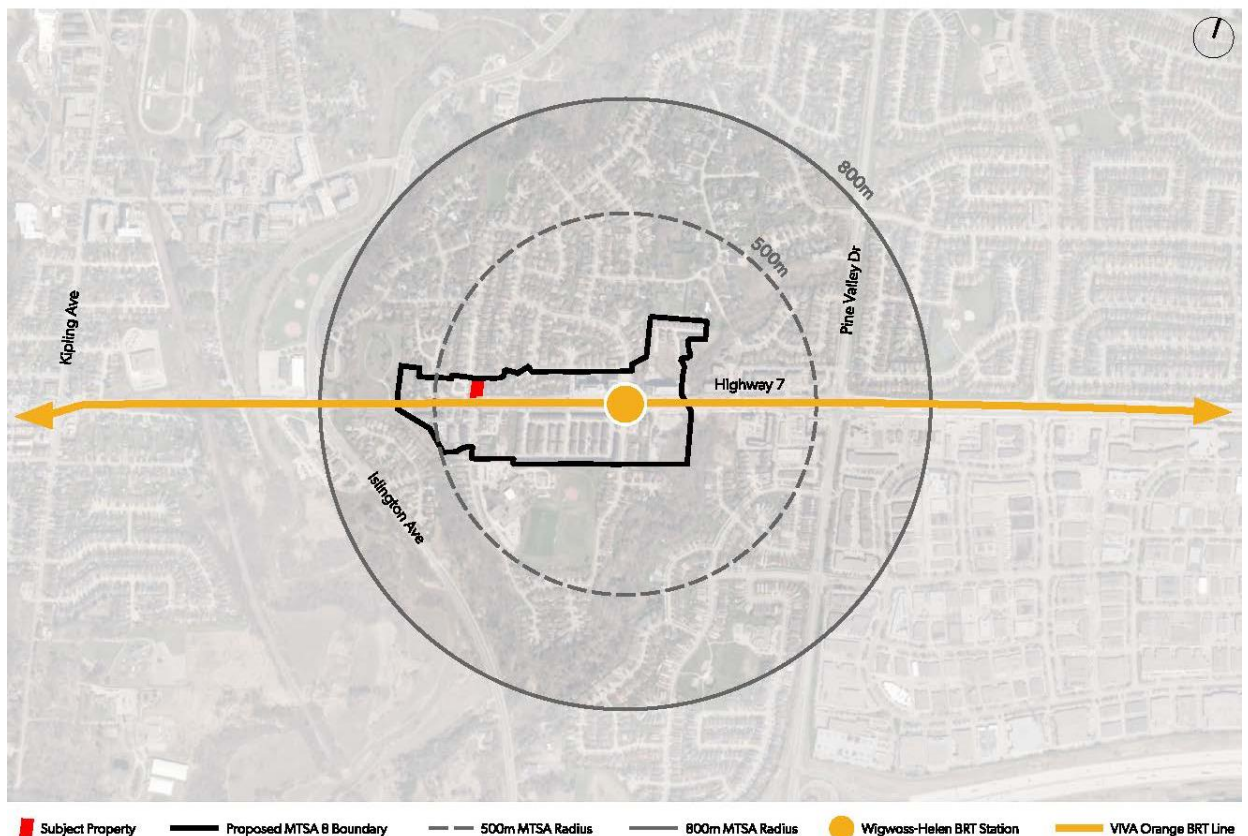 800m
500m
Pine Valley Dr
Kipling Ave
Highway 7
Islington Ave
Subject Property
Proposed MTSA 8 Boundary
500m MTSA Radius
800m MTSA Radius
Wigwoss-Helen BRT Station
VIVA Orange BRT Line